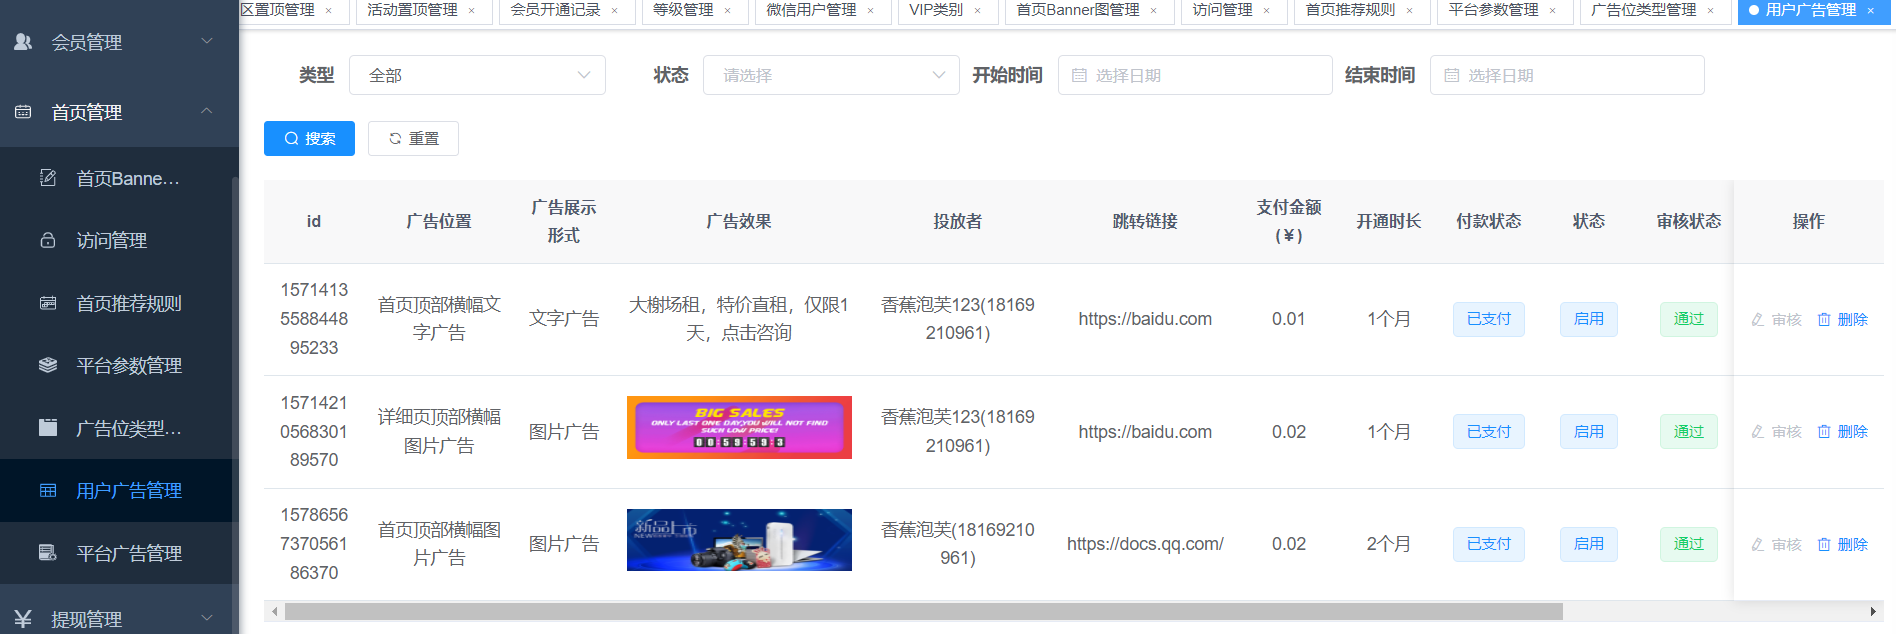 区置顶管理 ×
活动置顶管理 ×
会员开通记录 ×
等级管理 ×
微信用户管理 ×
VIP类别 ×
首页Banner图管理 ×
访问管理 ×
首页推荐规则 ×
平台参数管理 ×
广告位类型管理 ×
用户广告管理 ×
会员管理
首页管理
首页Banne...
访问管理
首页推荐规则
平台参数管理
广告位类型...
用户广告管理
平台广告管理
提现管理
类型 全部
状态 请选择
开始时间 选择日期
结束时间 选择日期
搜索
重置
id
广告位置
广告展示
形式
广告效果
投放者
跳转链接
支付金额
(¥)
开通时长
付款状态
状态
审核状态
操作
1571413
5588448
95233
首页顶部横幅文
字广告
文字广告
大榭场租，特价直租，仅限1
天，点击咨询
香蕉泡芙123(18169
210961)
https://baidu.com
0.01
1个月
已支付
启用
通过
审核
删除
1571421
0568301
89570
详细页顶部横幅
图片广告
图片广告
BIG SALES
ONLY LAST ONE DAY,YOU WILL NOT FIND
SUCH LOW PRICE!
00:59:59:3
香蕉泡芙123(18169
210961)
https://baidu.com
0.02
1个月
已支付
启用
通过
审核
删除
1578656
7370561
86370
首页顶部横幅图
片广告
图片广告
新品上市
香蕉泡芙(18169210
961)
https://docs.qq.com/
0.02
2个月
已支付
启用
通过
审核
删除